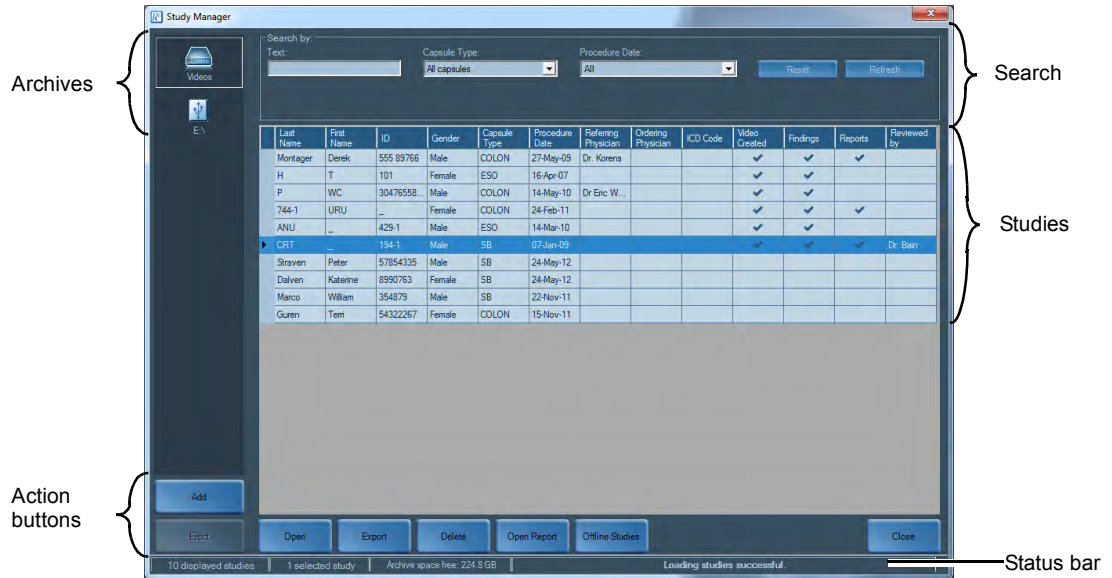 Study Manager
Archives
Search
Studies
Action
buttons
Status bar
Videos
E:\
Search by:
Text: Capsule Type: Procedure Date:
All capsules All Reset Refresh
Last Name First Name ID Gender Capsule Type Procedure Date Referring Physician Ordering Physician ICD Code Video Created Findings Reports Reviewed by
Montager Derek 555 89766 Male COLON 27-May-09 Dr. Korens ✔ ✔ ✔
H T 101 Female ESO 16-Apr-07 ✔ ✔
P WC 30476558... Male COLON 14-May-10 Dr Eric W... ✔ ✔
744-1 URU _ Female COLON 24-Feb-11 ✔ ✔ ✔
ANU _ 429-1 Male ESO 14-Mar-10 ✔ ✔
CRT _ 194-1 Male SB 07-Jan-09 ✔ ✔ ✔ Dr. Bain
Straven Peter 57854335 Male SB 24-May-12
Dalven Katerine 8990763 Female SB 24-May-12
Marco William 354879 Male SB 22-Nov-11
Guren Terri 54322267 Female COLON 15-Nov-11
Add
Eject Open Export Delete Open Report Offline Studies Close
10 displayed studies 1 selected study Archive space free: 224.8 GB Loading studies successful.